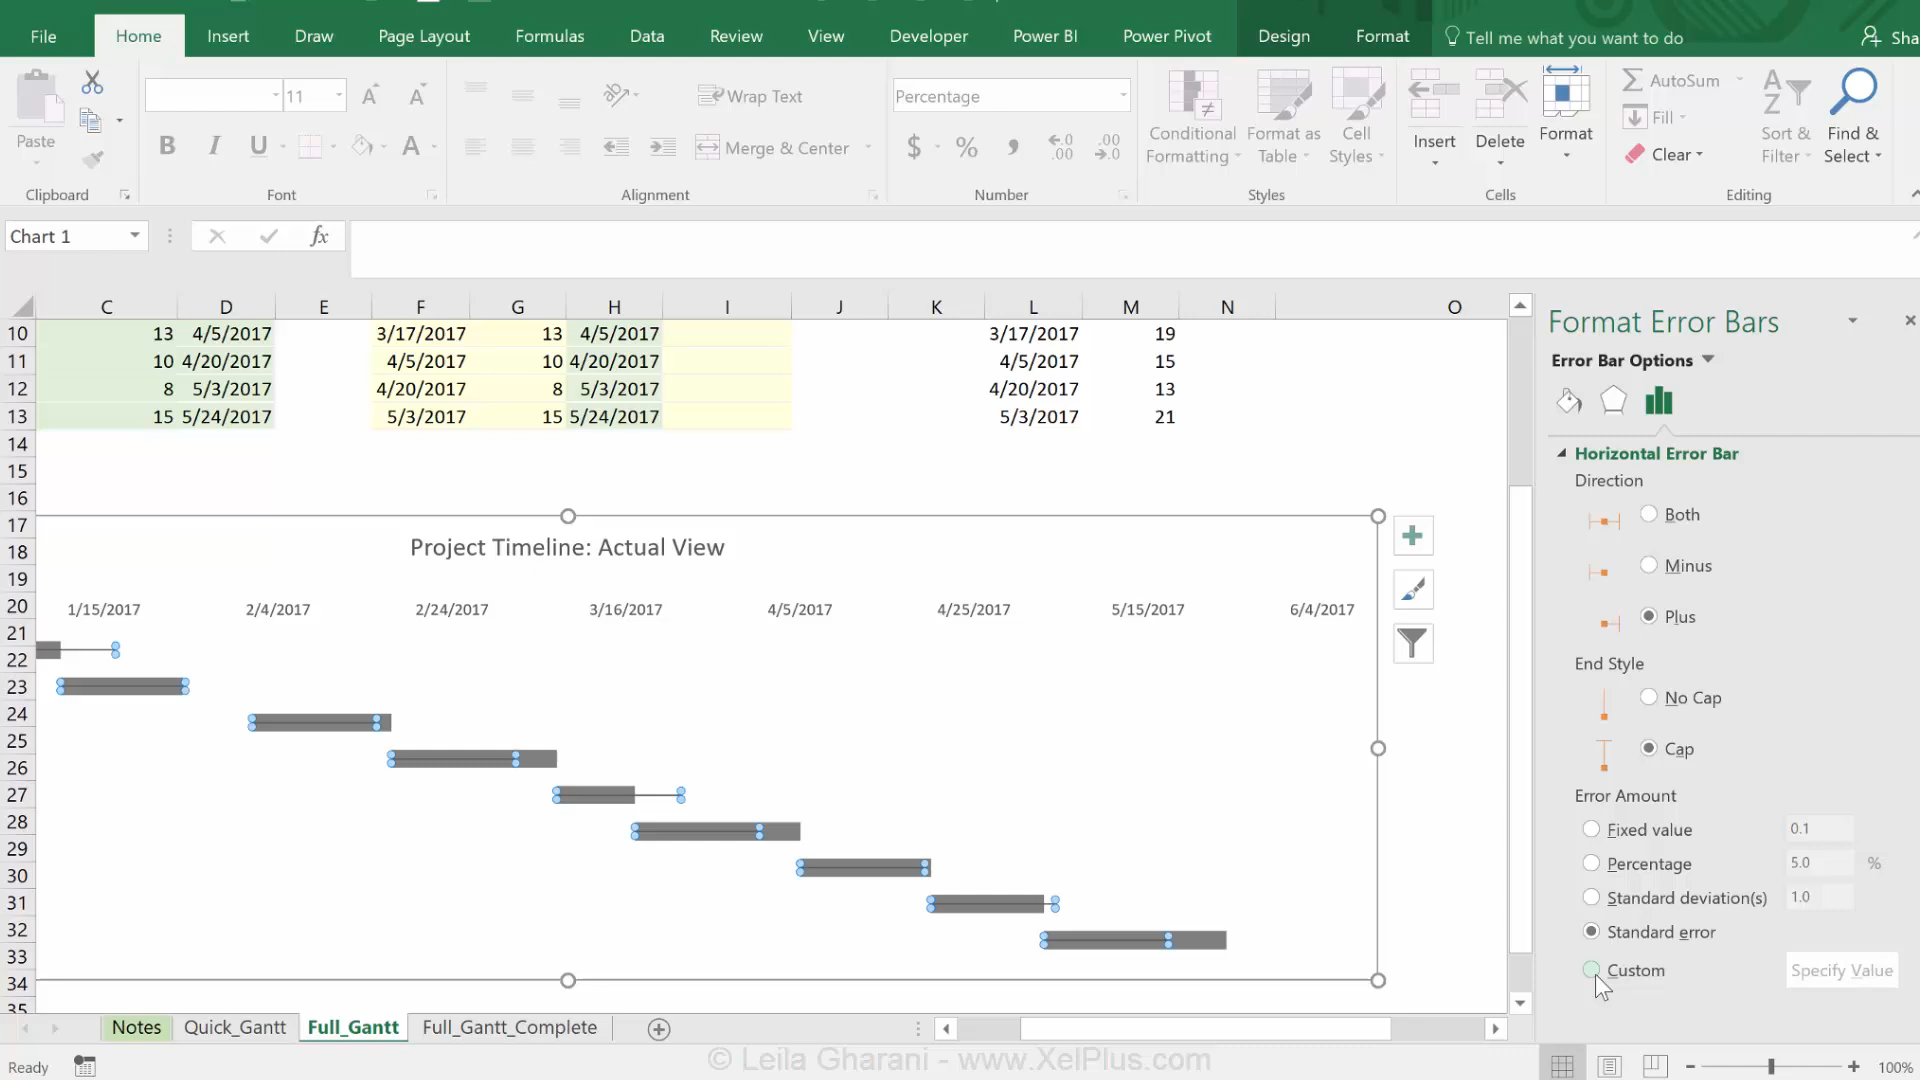 File Home Insert Draw Page Layout Formulas Data Review View Developer Power BI Power Pivot Design Format Tell me what you want to do Sha
11 Wrap Text Percentage AutoSum
Fill
Paste B I U A Merge & Center $ % , Conditional Formatting Format as Table Cell Styles Insert Delete Format Clear Sort & Filter Find & Select
Clipboard Font Alignment Number Styles Cells Editing
Chart 1 fx
C D E F G H I J K L M N O
10 13 4/5/2017 3/17/2017 13 4/5/2017 3/17/2017 19
11 10 4/20/2017 4/5/2017 10 4/20/2017 4/5/2017 15
12 8 5/3/2017 4/20/2017 8 5/3/2017 4/20/2017 13
13 15 5/24/2017 5/3/2017 15 5/24/2017 5/3/2017 21
14
15
16
17
18 Project Timeline: Actual View
19
20 1/15/2017 2/4/2017 2/24/2017 3/16/2017 4/5/2017 4/25/2017 5/15/2017 6/4/2017
21
22
23
24
25
26
27
28
29
30
31
32
33
34
35
Format Error Bars
Error Bar Options
Horizontal Error Bar
Direction
Both
Minus
Plus
End Style
No Cap
Cap
Error Amount
Fixed value 0.1
Percentage 5.0 %
Standard deviation(s) 1.0
Standard error
Custom Specify Value
Notes Quick_Gantt Full_Gantt Full_Gantt_Complete
Ready 100%
© Leila Gharani - www.XelPlus.com